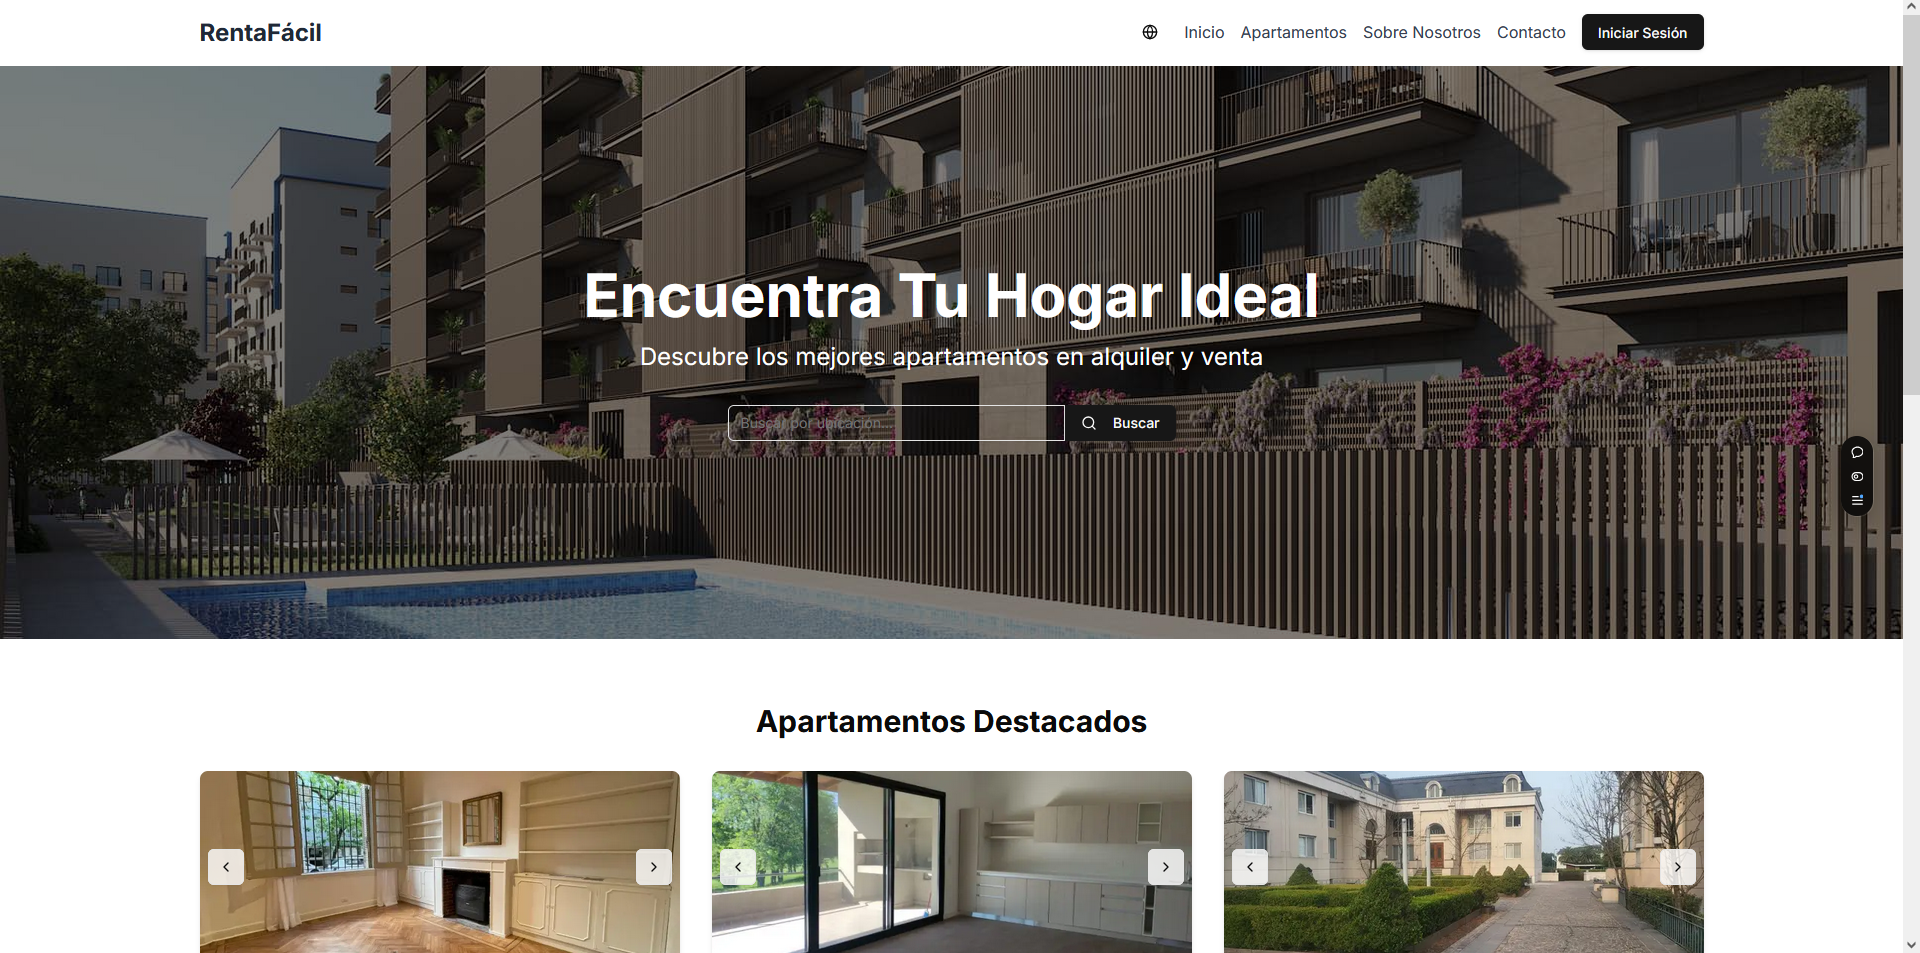 RentaFácil
Inicio
Apartamentos
Sobre Nosotros
Contacto
Iniciar Sesión
Encuentra Tu Hogar Ideal
Descubre los mejores apartamentos en alquiler y venta
Buscar por ubicación...
Buscar
Apartamentos Destacados